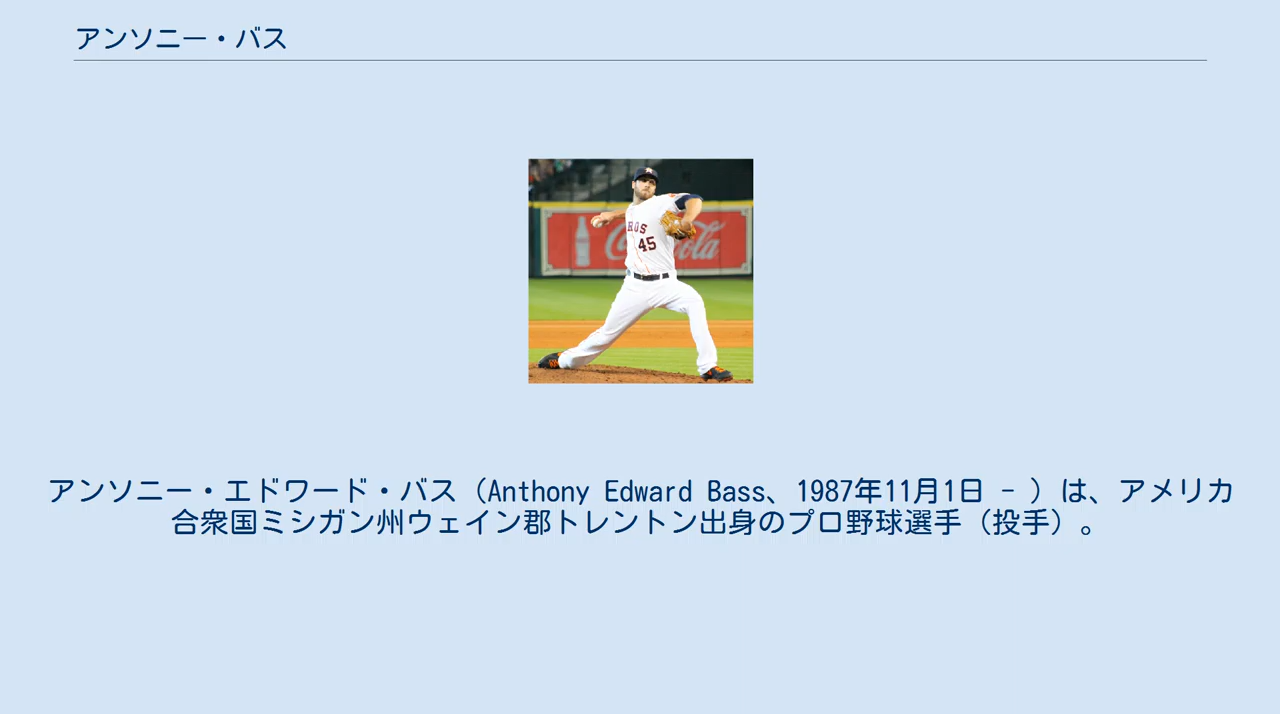 アンソニー・バス
ROS
45
アンソニー・エドワード・バス（Anthony Edward Bass、1987年11月1日 - ）は、アメリカ
合衆国ミシガン州ウェイン郡トレントン出身のプロ野球選手（投手）。